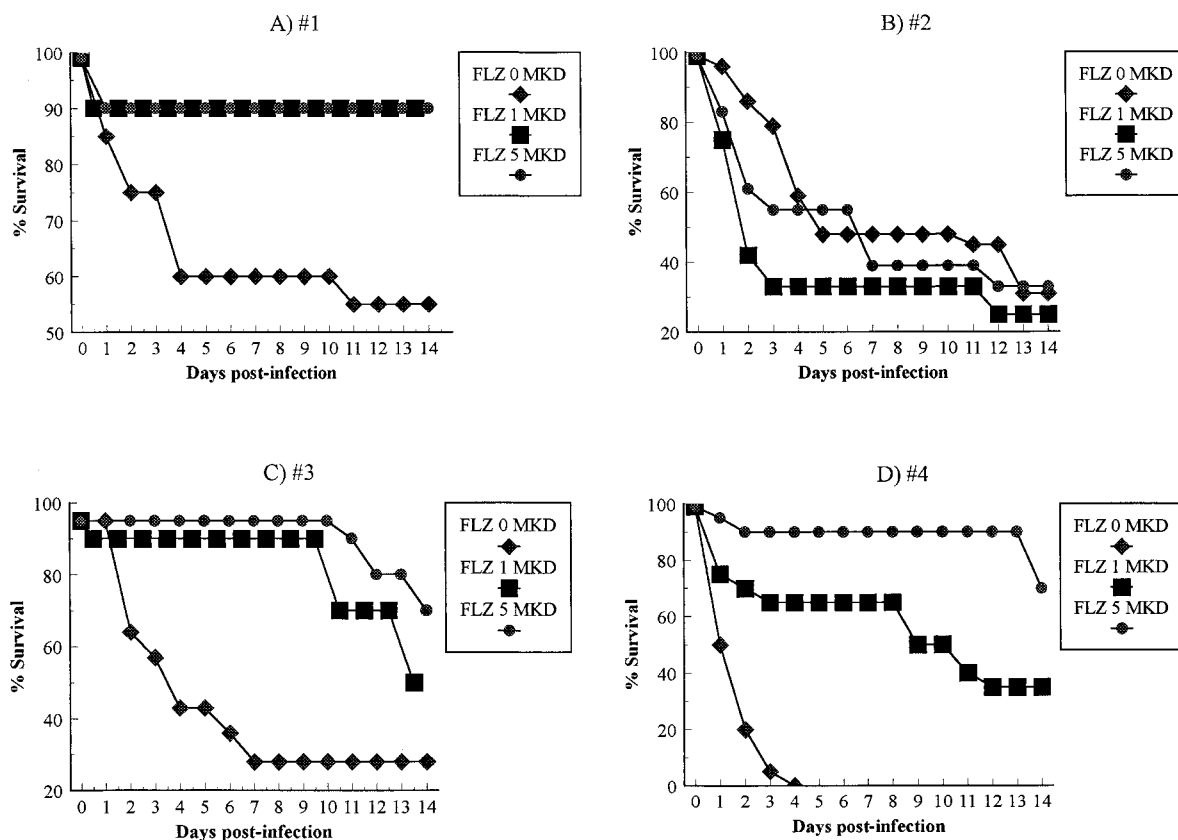 A) #1
100
90
80
70
60
50
% Survival
0 1 2 3 4 5 6 7 8 9 10 11 12 13 14
Days post-infection
FLZ 0 MKD
FLZ 1 MKD
FLZ 5 MKD
B) #2
100
80
60
40
20
% Survival
0 1 2 3 4 5 6 7 8 9 10 11 12 13 14
Days post-infection
FLZ 0 MKD
FLZ 1 MKD
FLZ 5 MKD
C) #3
100
80
60
40
20
% Survival
0 1 2 3 4 5 6 7 8 9 10 11 12 13 14
Days post-infection
FLZ 0 MKD
FLZ 1 MKD
FLZ 5 MKD
D) #4
100
80
60
40
20
0
% Survival
0 1 2 3 4 5 6 7 8 9 10 11 12 13 14
Days post-infection
FLZ 0 MKD
FLZ 1 MKD
FLZ 5 MKD